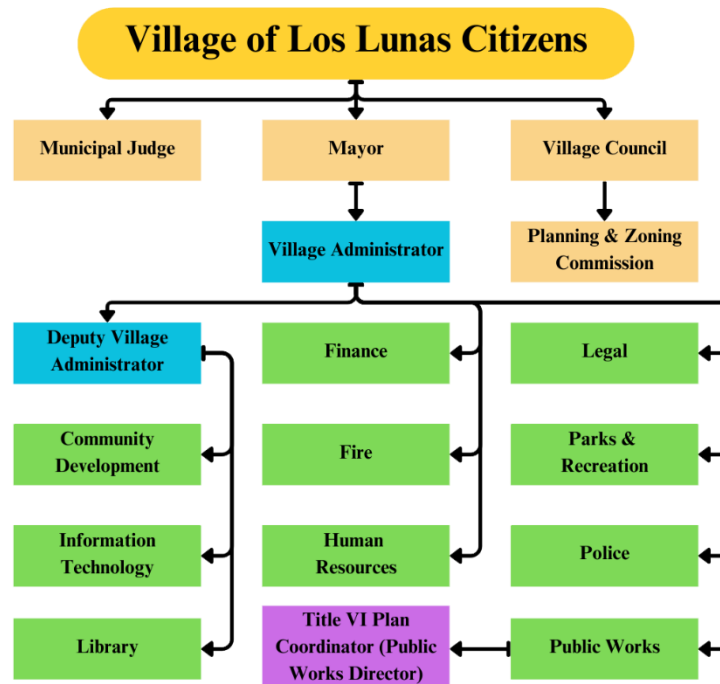 Village of Los Lunas Citizens
Municipal Judge
Mayor
Village Council
Village Administrator
Planning & Zoning
Commission
Deputy Village
Administrator
Finance
Legal
Community
Development
Fire
Parks &
Recreation
Information
Technology
Human
Resources
Police
Library
Title VI Plan
Coordinator (Public
Works Director)
Public Works